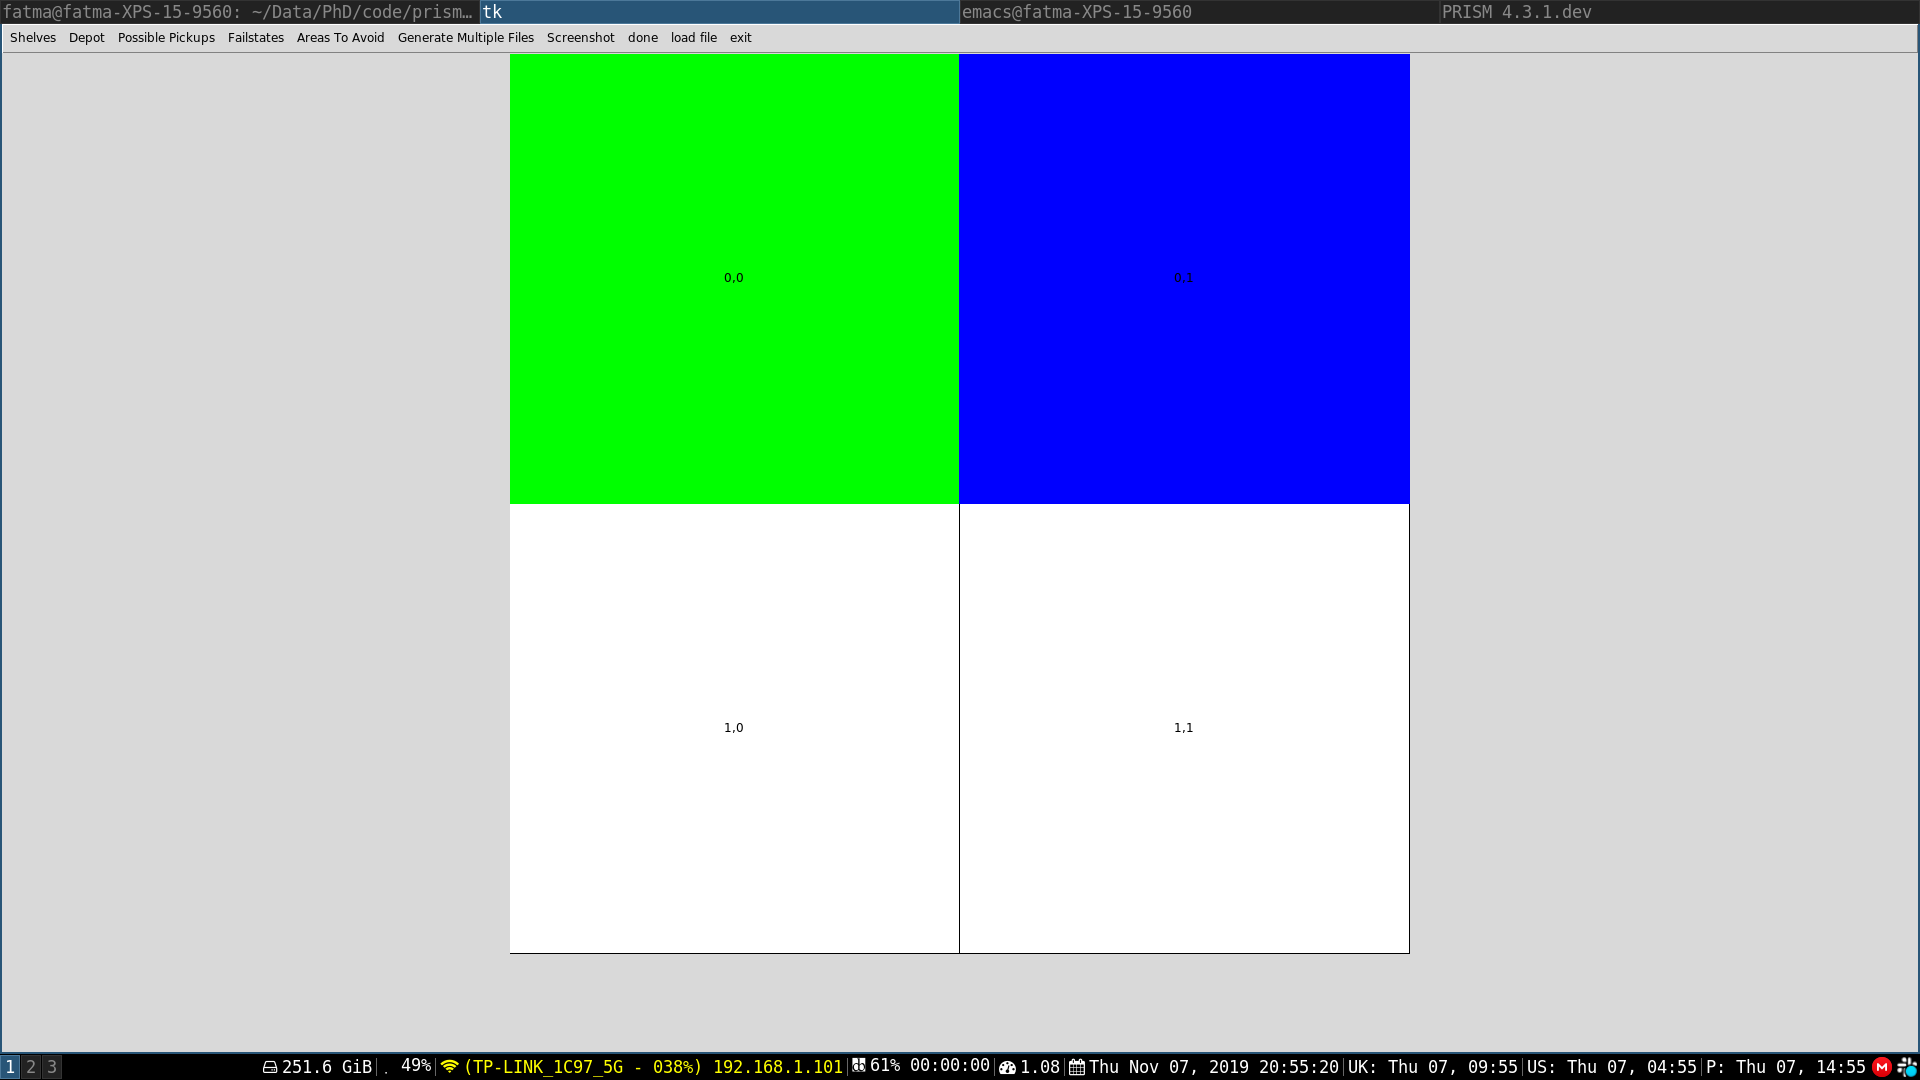 fatma@fatma-XPS-15-9560: ~/Data/PhD/code/prism… tk emacs@fatma-XPS-15-9560 PRISM 4.3.1.dev
Shelves Depot Possible Pickups Failstates Areas To Avoid Generate Multiple Files Screenshot done load file exit
0,0 0,1
1,0 1,1
1 2 3 251.6 GiB . 49% (TP-LINK_1C97_5G - 038%) 192.168.1.101 61% 00:00:00 1.08 Thu Nov 07, 2019 20:55:20 UK: Thu 07, 09:55 US: Thu 07, 04:55 P: Thu 07, 14:55